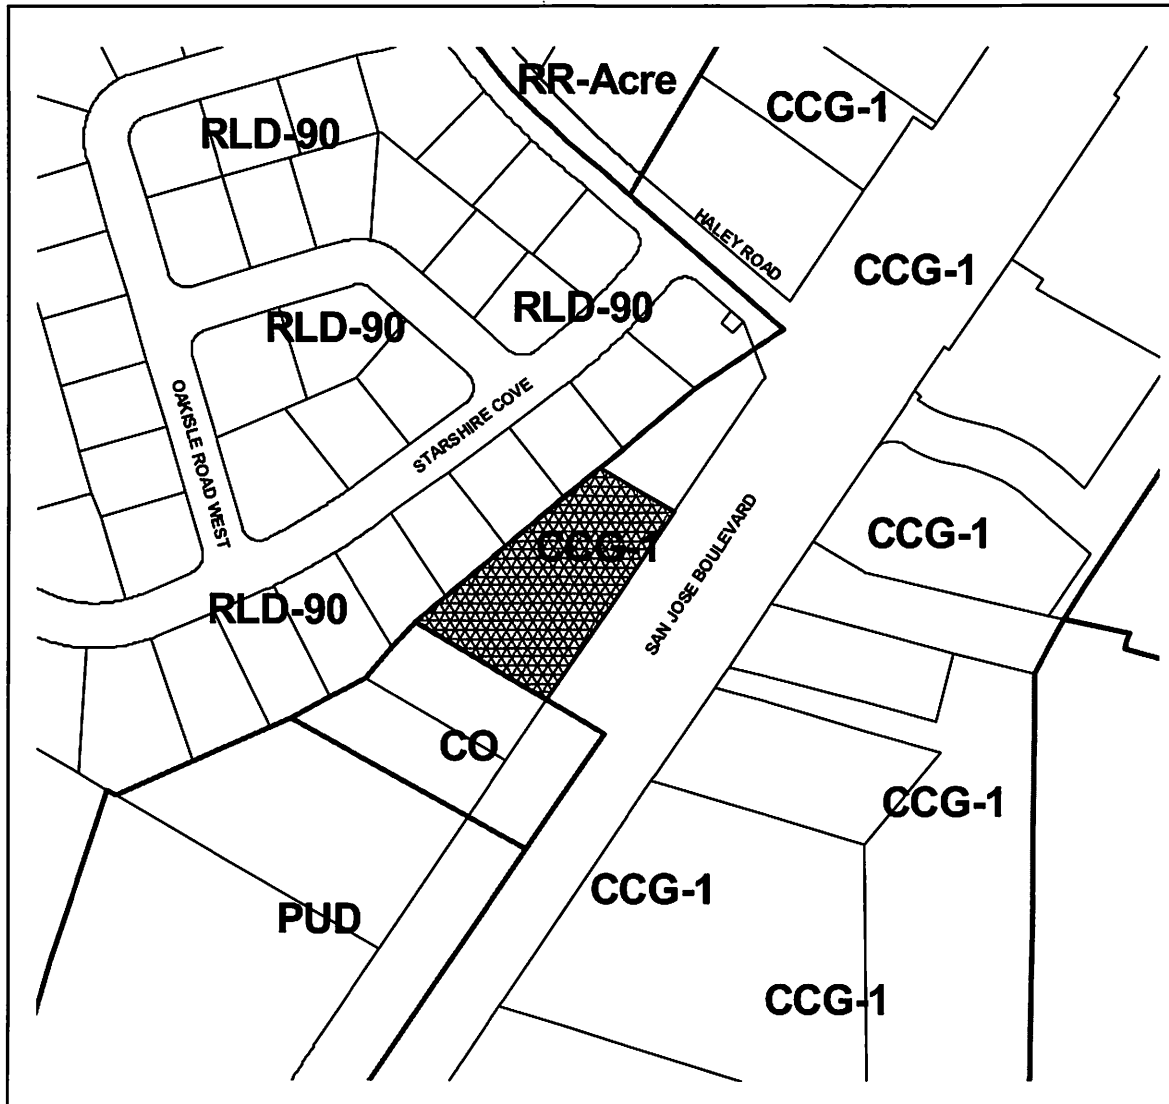 RR-Acre
CCG-1
RLD-90
HALEY ROAD
CCG-1
RLD-90
RLD-90
OAKISLE ROAD WEST
STARSHIRE COVE
CCG-1
CCG-1
SAN JOSE BOULEVARD
RLD-90
CO
CCG-1
CCG-1
PUD
CCG-1